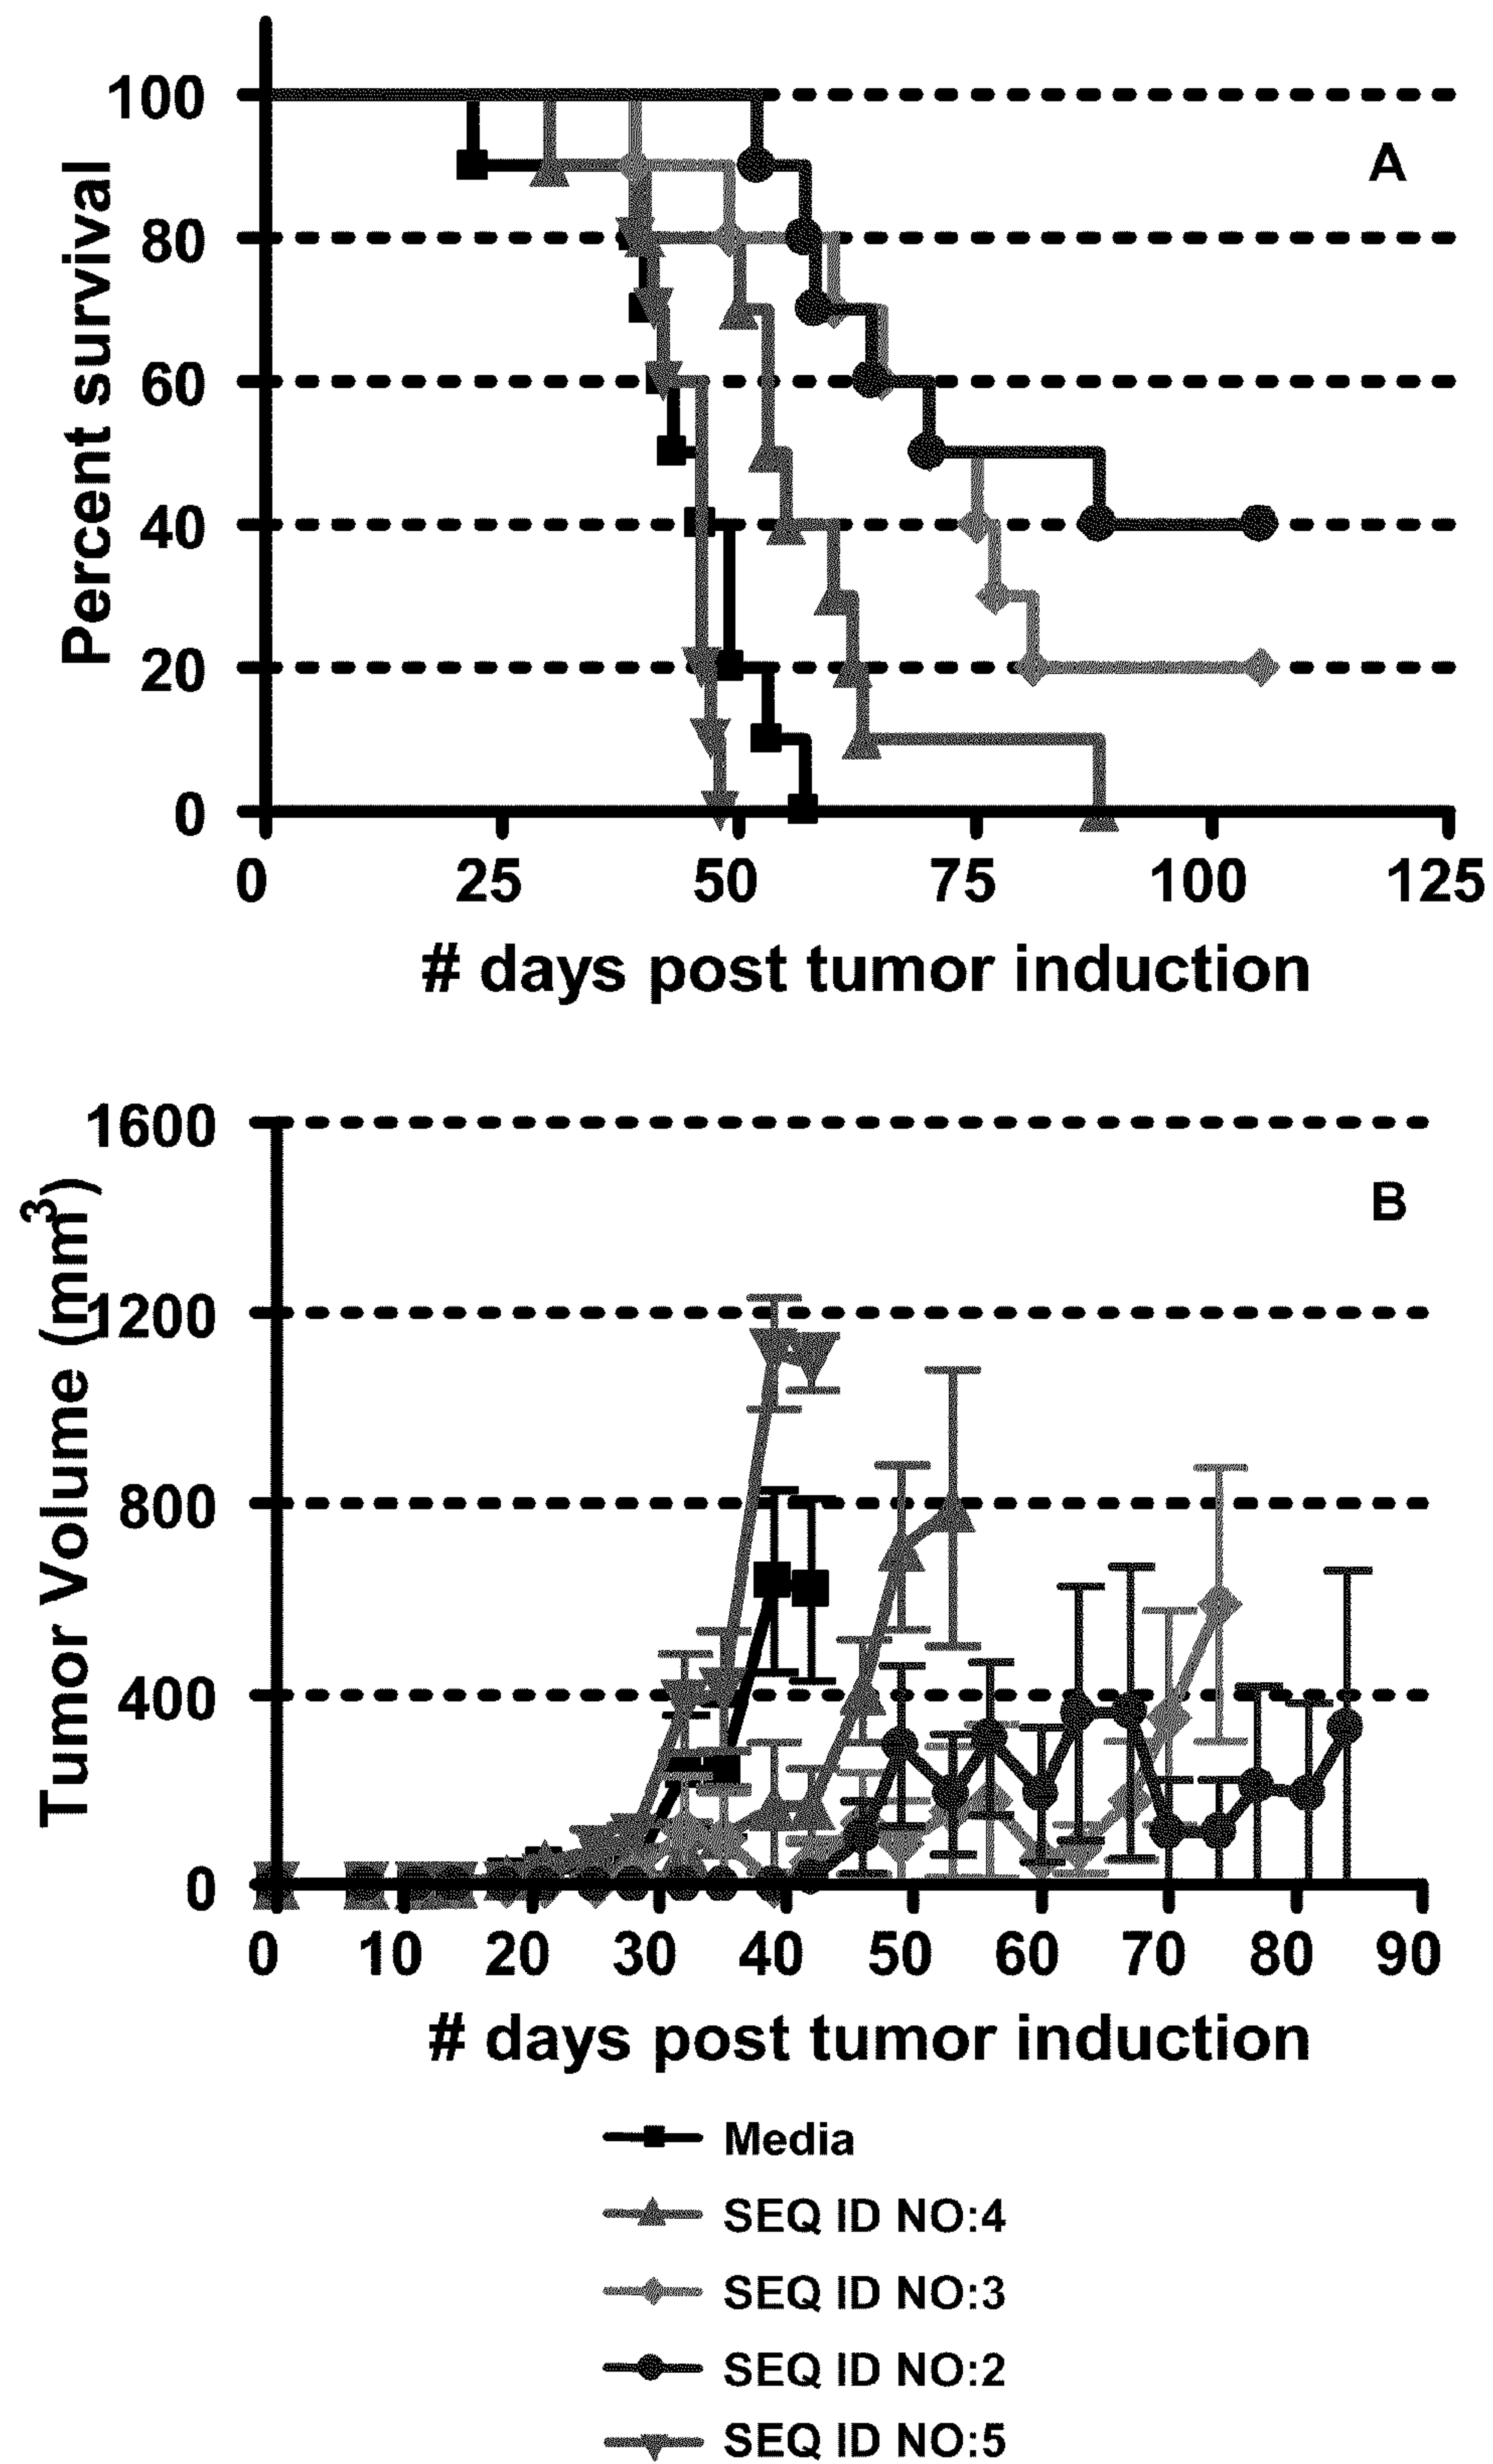 100
A
80
60
40
20
0
Percent survival
0 25 50 75 100 125
# days post tumor induction
1600
B
1200
800
400
0
Tumor Volume (mm³)
0 10 20 30 40 50 60 70 80 90
# days post tumor induction
Media
SEQ ID NO:4
SEQ ID NO:3
SEQ ID NO:2
SEQ ID NO:5